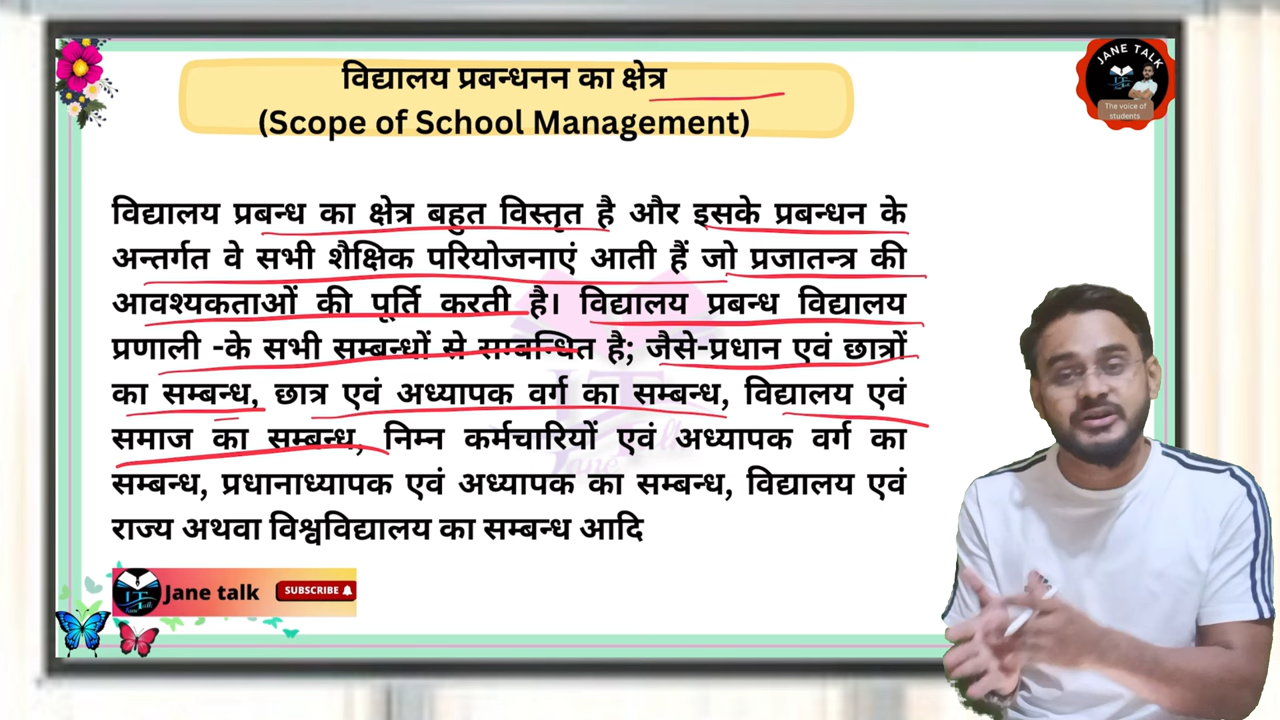 विद्यालय प्रबन्धनन का क्षेत्र
(Scope of School Management)
JANE TALK
The voice of
students
विद्यालय प्रबन्ध का क्षेत्र बहुत विस्तृत है और इसके प्रबन्धन के
अन्तर्गत वे सभी शैक्षिक परियोजनाएं आती हैं जो प्रजातन्त्र की
आवश्यकताओं की पूर्ति करती है। विद्यालय प्रबन्ध विद्यालय
प्रणाली -के सभी सम्बन्धों से सम्बन्धित है; जैसे-प्रधान एवं छात्रों
का सम्बन्ध, छात्र एवं अध्यापक वर्ग का सम्बन्ध, विद्यालय एवं
समाज का सम्बन्ध, निम्न कर्मचारियों एवं अध्यापक वर्ग का
सम्बन्ध, प्रधानाध्यापक एवं अध्यापक का सम्बन्ध, विद्यालय एवं
राज्य अथवा विश्वविद्यालय का सम्बन्ध आदि
Jane talk
SUBSCRIBE